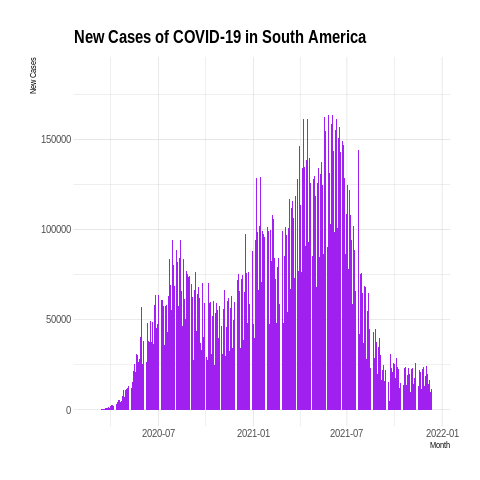 New Cases of COVID-19 in South America
New Cases
150000
100000
50000
0
2020-07 2021-01 2021-07 2022-01
Month